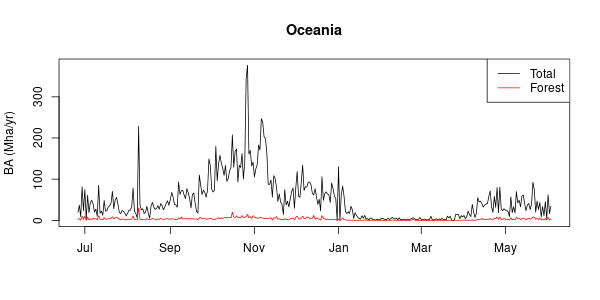 Oceania
BA (Mha/yr)
300
200
100
0
Total
Forest
Jul Sep Nov Jan Mar May